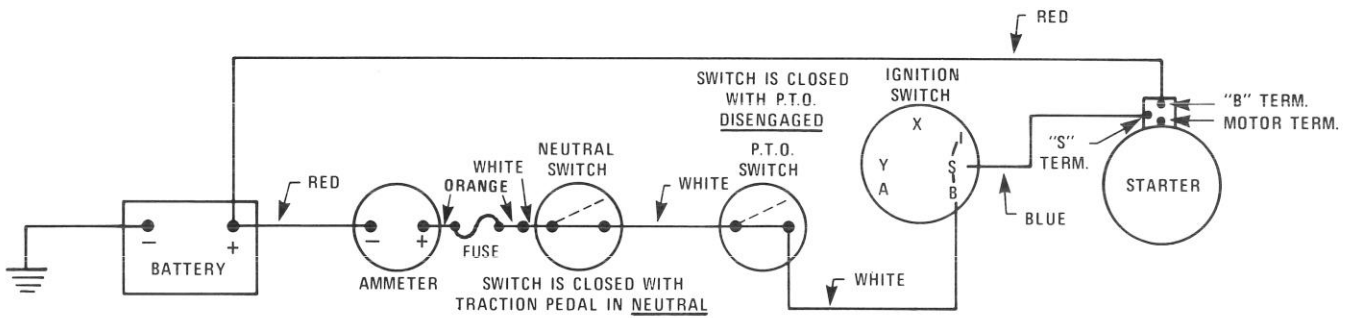 RED
SWITCH IS CLOSED
WITH P.T.O.
DISENGAGED
IGNITION
SWITCH
"B" TERM.
MOTOR TERM.
"S"
TERM.
X
I
Y
S
A
B
NEUTRAL
SWITCH
P.T.O.
SWITCH
WHITE
ORANGE
RED
WHITE
STARTER
BLUE
-
+
BATTERY
-
+
AMMETER
FUSE
SWITCH IS CLOSED WITH
TRACTION PEDAL IN NEUTRAL
WHITE